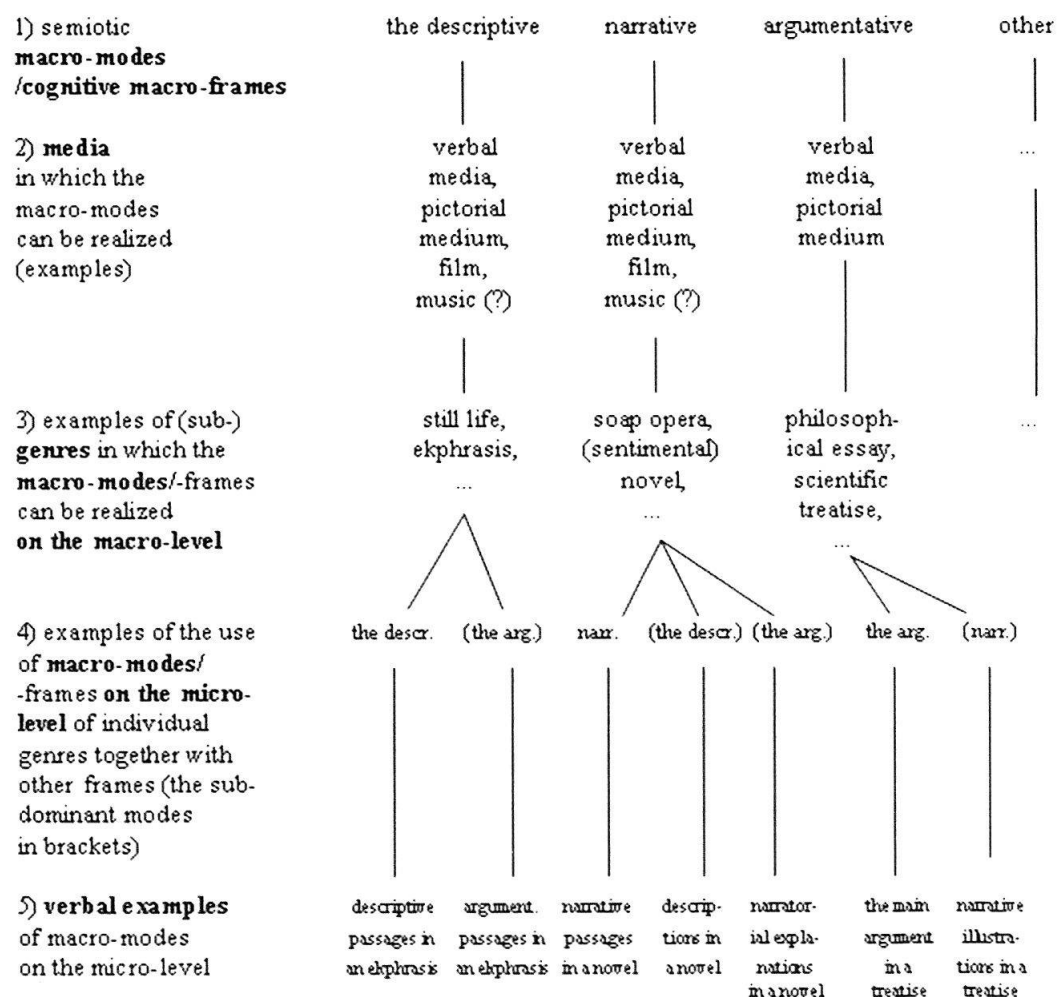 1) semiotic the descriptive narrative argumentative other
macro-modes
/cognitive macro-frames
2) media verbal verbal verbal ...
in which the media, media, media,
macro-modes pictorial pictorial pictorial
can be realized medium, medium, medium
(examples) film, film,
music (?) music (?)
3) examples of (sub-) still life, soap opera, philosoph- ...
genres in which the ekphrasis, (sentimental) ical essay,
macro-modes/-frames ... novel, scientific
can be realized ... treatise,
on the macro-level ...
4) examples of the use the descr. (the arg.) narr. (the descr.) (the arg.) the arg. (narr.)
of macro-modes/
-frames on the micro-
level of individual
genres together with
other frames (the sub-
dominant modes
in brackets)
5) verbal examples descriptive argument. narrative descrip- narrator- the main narrative
of macro-modes passages in passages in passages tions in ial expla- argument illustra-
on the micro-level an ekphrasis an ekphrasis in a novel a novel nations in a tions in a
in a novel treatise treatise